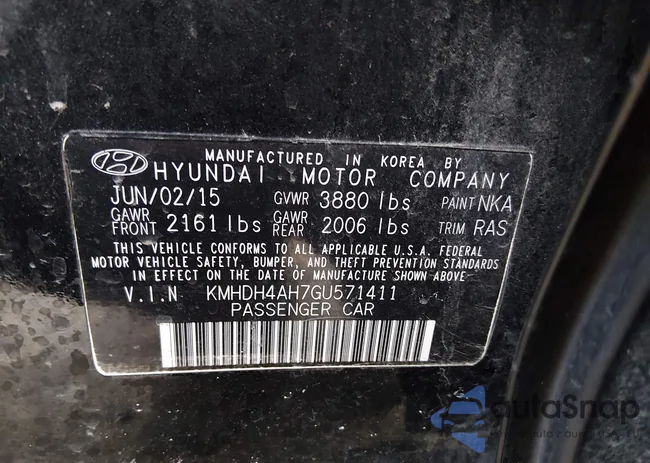 MANUFACTURED IN KOREA BY
HYUNDAI MOTOR COMPANY
JUN/02/15 GVWR 3880 lbs PAINT NKA
GAWR FRONT 2161 lbs GAWR REAR 2006 lbs TRIM RAS
THIS VEHICLE CONFORMS TO ALL APPLICABLE U.S.A. FEDERAL
MOTOR VEHICLE SAFETY, BUMPER, AND THEFT PREVENTION
STANDARDS IN EFFECT ON THE DATE OF MANUFACTURE SHOWN ABOVE
V.I.N KMHDH4AH7GU571411
PASSENGER CAR
autoSnap